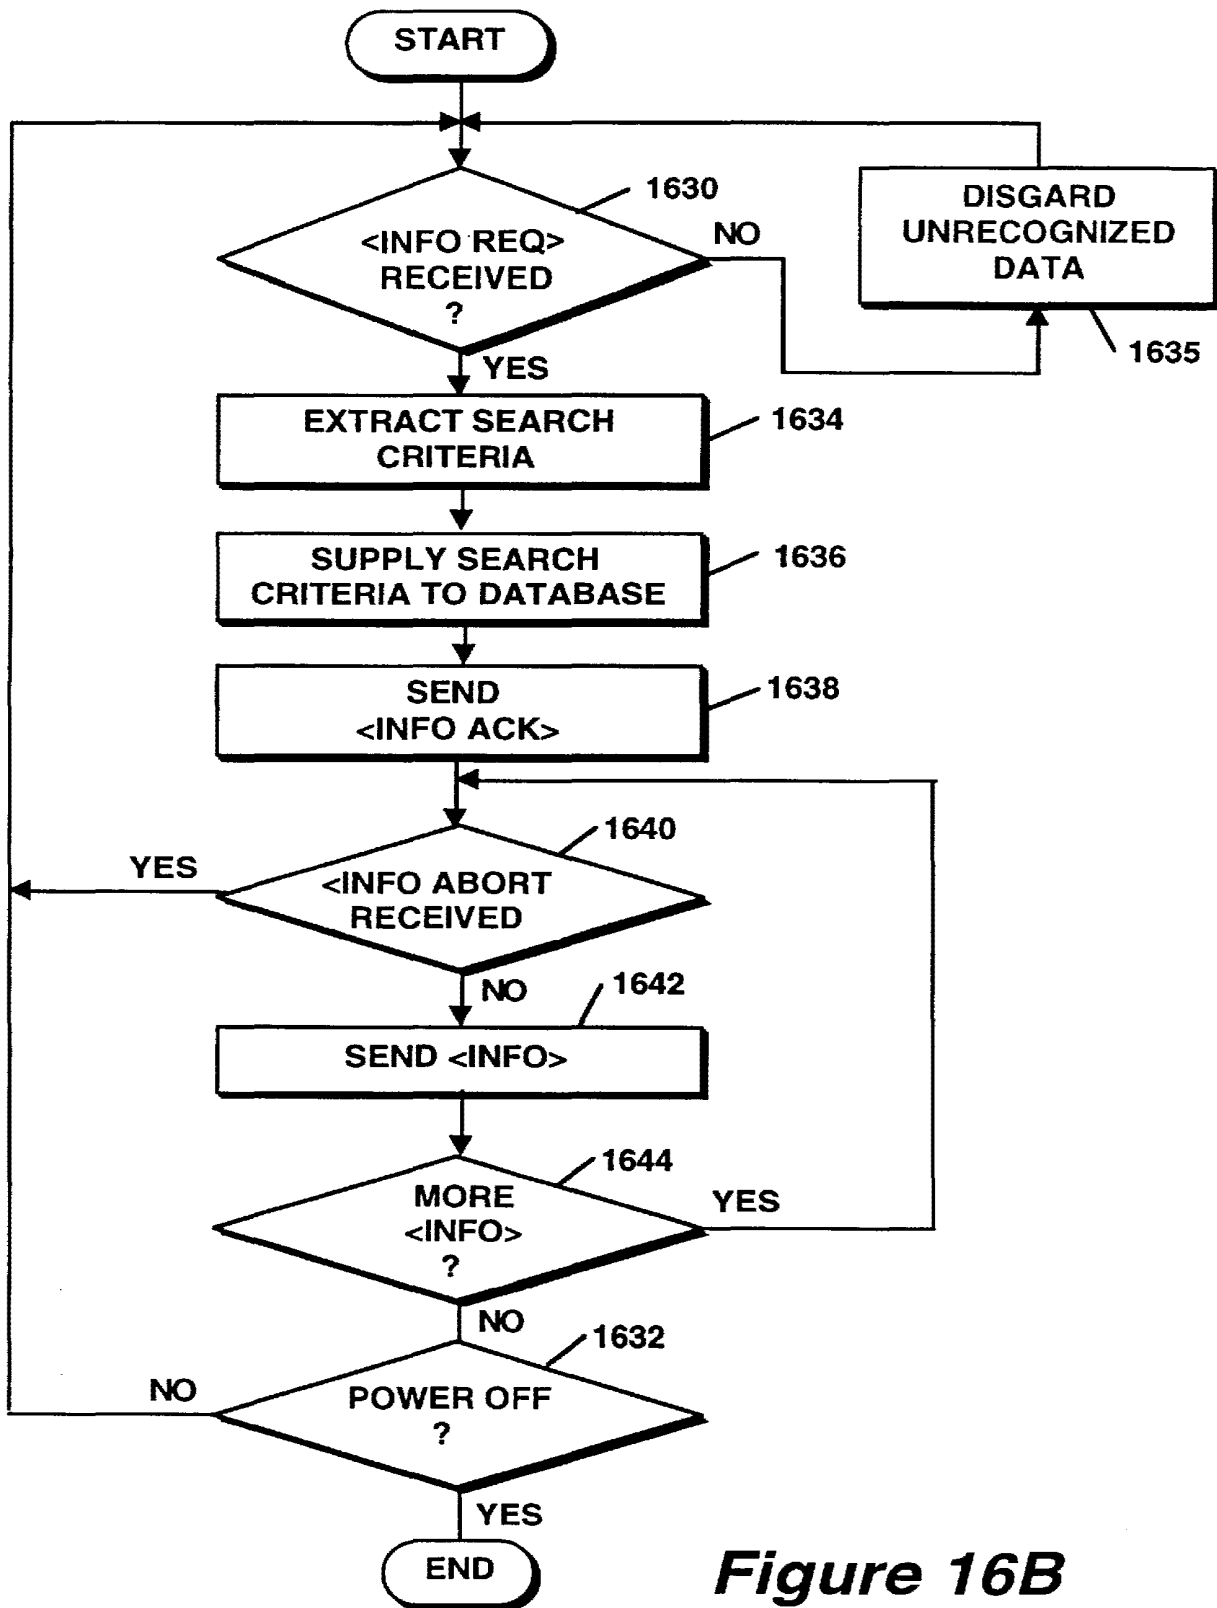 START
1630
<INFO REQ>
RECEIVED
?
NO
YES
DISGARD
UNRECOGNIZED
DATA
1635
EXTRACT SEARCH
CRITERIA
1634
SUPPLY SEARCH
CRITERIA TO DATABASE
1636
SEND
<INFO ACK>
1638
1640
YES
<INFO ABORT
RECEIVED
NO
1642
SEND <INFO>
1644
MORE
<INFO>
?
YES
NO
1632
NO
POWER OFF
?
YES
END
Figure 16B